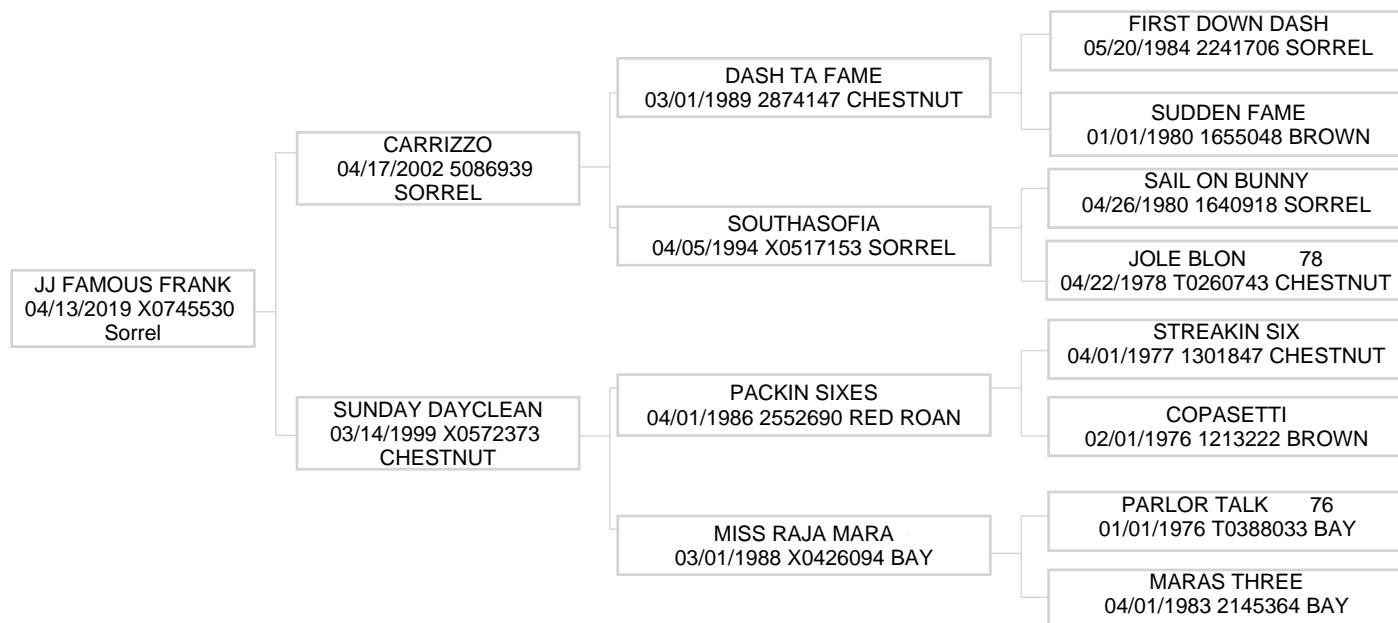 JJ FAMOUS FRANK
04/13/2019 X0745530
Sorrel
CARRIZZO
04/17/2002 5086939
SORREL
SUNDAY DAYCLEAN
03/14/1999 X0572373
CHESTNUT
DASH TA FAME
03/01/1989 2874147 CHESTNUT
SOUTHASOFIA
04/05/1994 X0517153 SORREL
PACKIN SIXES
04/01/1986 2552690 RED ROAN
MISS RAJA MARA
03/01/1988 X0426094 BAY
FIRST DOWN DASH
05/20/1984 2241706 SORREL
SUDDEN FAME
01/01/1980 1655048 BROWN
SAIL ON BUNNY
04/26/1980 1640918 SORREL
JOLE BLON 78
04/22/1978 T0260743 CHESTNUT
STREAKIN SIX
04/01/1977 1301847 CHESTNUT
COPASETTI
02/01/1976 1213222 BROWN
PARLOR TALK 76
01/01/1976 T0388033 BAY
MARAS THREE
04/01/1983 2145364 BAY